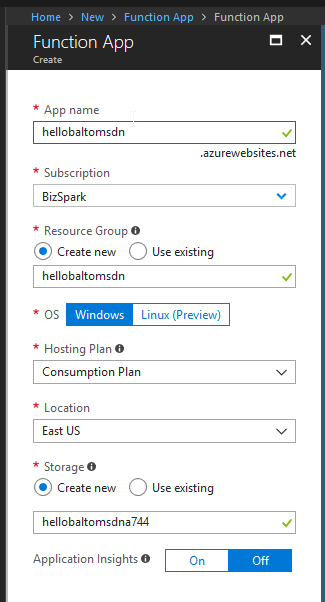 Home > New > Function App > Function App
Function App
Create
* App name
hellobaltomsdn
.azurewebsites.net
* Subscription
BizSpark
* Resource Group
Create new Use existing
hellobaltomsdn
* OS Windows Linux (Preview)
* Hosting Plan
Consumption Plan
* Location
East US
* Storage
Create new Use existing
hellobaltomsdna744
Application Insights On Off